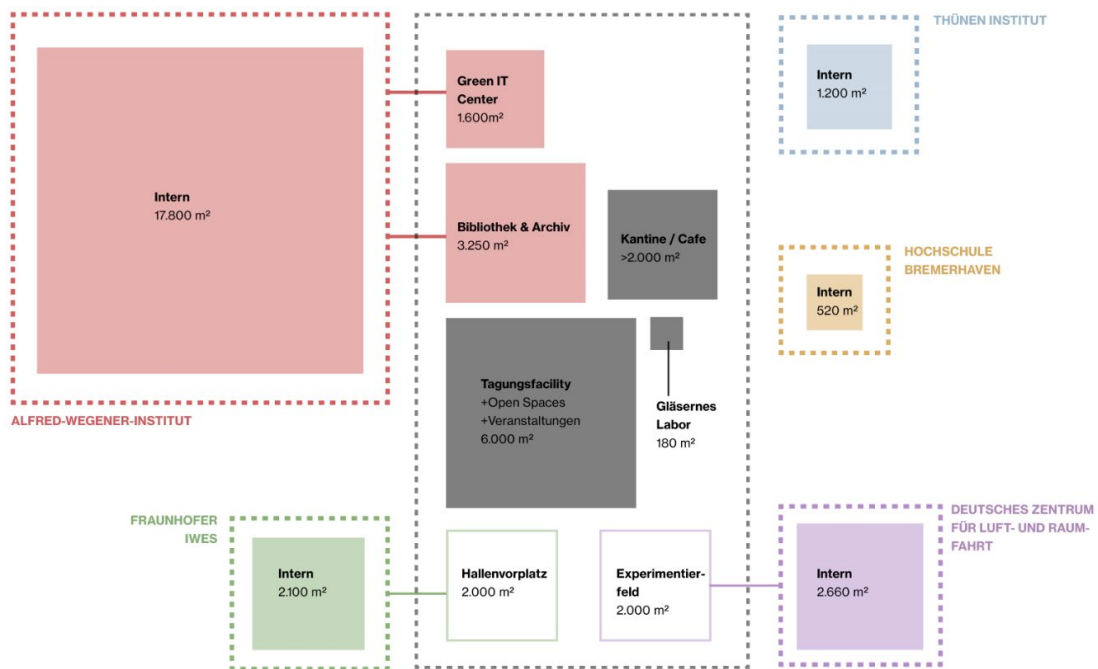 THÜNEN INSTITUT
Green IT
Center
1.600m²
Intern
1.200 m²
Intern
17.800 m²
Bibliothek & Archiv
3.250 m²
Kantine / Cafe
>2.000 m²
HOCHSCHULE
BREMERHAVEN
Intern
520 m²
Tagungsfacility
+Open Spaces
+Veranstaltungen
6.000 m²
Gläsernes
Labor
180 m²
ALFRED-WEGENER-INSTITUT
FRAUNHOFER
IWES
DEUTSCHES ZENTRUM
FÜR LUFT- UND RAUM-
FAHRT
Intern
2.100 m²
Hallenvorplatz
2.000 m²
Experimentier-
feld
2.000 m²
Intern
2.660 m²